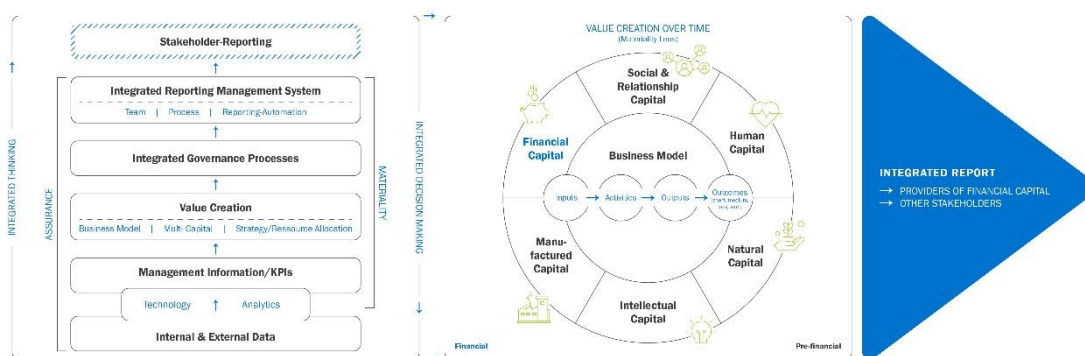 INTEGRATED THINKING
Stakeholder-Reporting
Integrated Reporting Management System
Team | Process | Reporting-Automation
Integrated Governance Processes
Value Creation
Business Model | Multi-Capital | Strategy/Ressource Allocation
Management Information/KPIs
Technology Analytics
Internal & External Data
ASSURANCE
MATERIALITY
INTEGRATED DECISION MAKING
VALUE CREATION OVER TIME
(Materiality Lens)
Social &
Relationship
Capital
Financial
Capital
Human
Capital
Business Model
Inputs → Activities → Outputs → Outcomes
Manu-
factured
Capital
Natural
Capital
Intellectual
Capital
Financial
Pre-financial
INTEGRATED REPORT
→ PROVIDERS OF FINANCIAL CAPITAL
→ OTHER STAKEHOLDERS